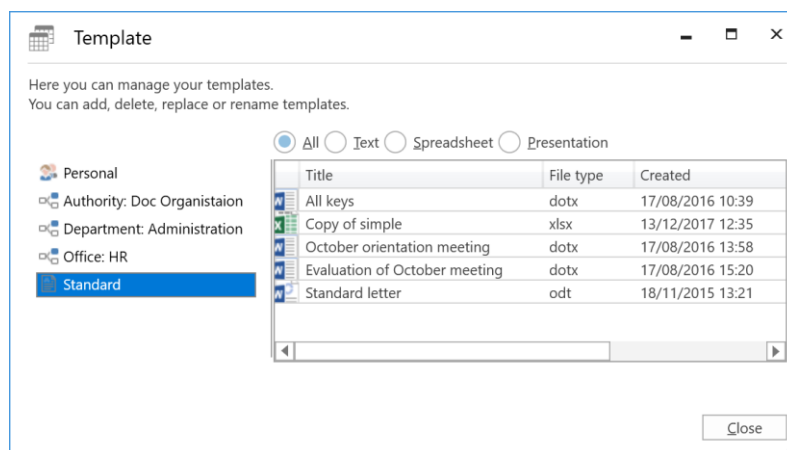 Template
Here you can manage your templates.
You can add, delete, replace or rename templates.
All Text Spreadsheet Presentation
Personal
Authority: Doc Organistaion
Department: Administration
Office: HR
Standard
Title File type Created
All keys dotx 17/08/2016 10:39
Copy of simple xlsx 13/12/2017 12:35
October orientation meeting dotx 17/08/2016 13:58
Evaluation of October meeting dotx 17/08/2016 15:20
Standard letter odt 18/11/2015 13:21
Close